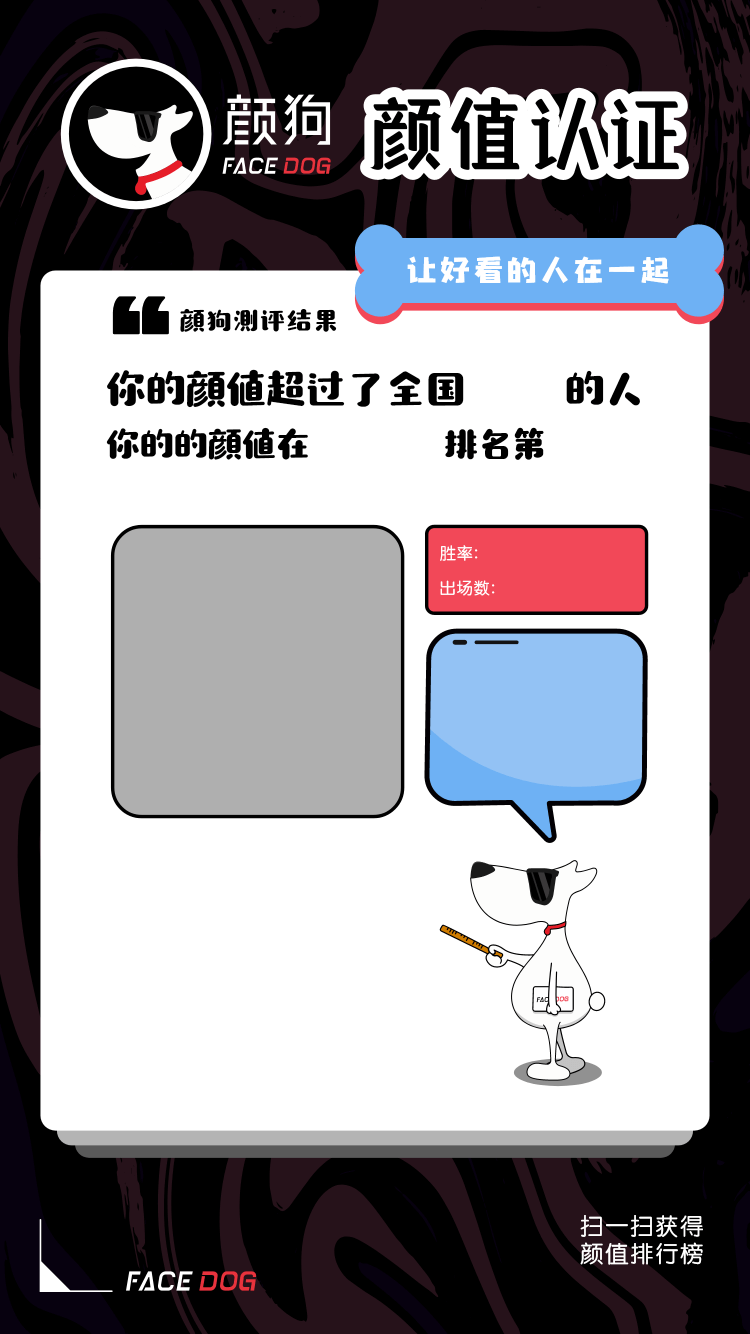 颜狗
FACE DOG
颜值认证
让好看的人在一起
颜狗测评结果
你的颜值超过了全国 的人
你的的颜值在 排名第
胜率:
出场数:
FACE DOG
扫一扫获得
颜值排行榜
FACE DOG